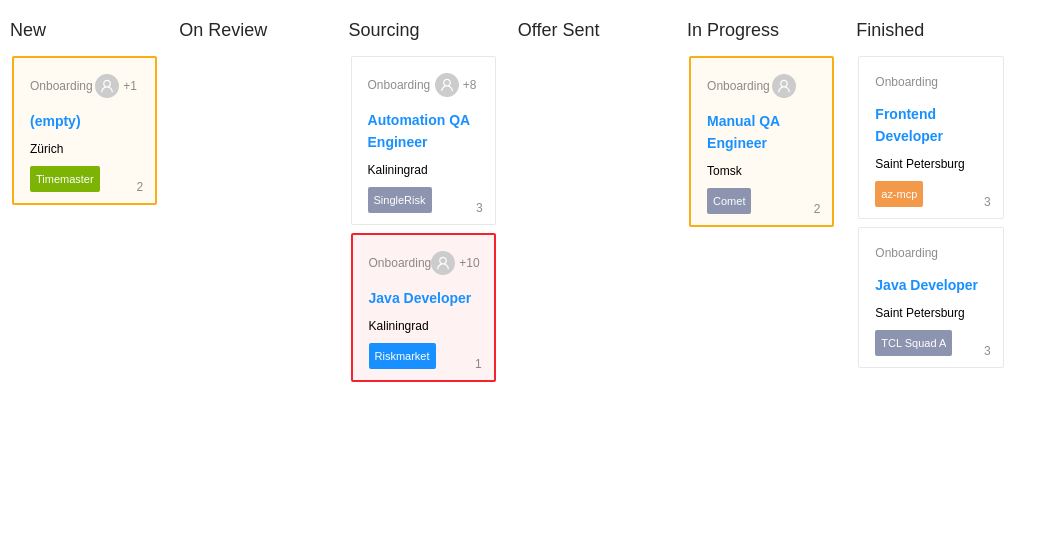 New
On Review
Sourcing
Offer Sent
In Progress
Finished
Onboarding +1
(empty)
Zürich
Timemaster
2
Onboarding +8
Automation QA
Engineer
Kaliningrad
SingleRisk
3
Onboarding +10
Java Developer
Kaliningrad
Riskmarket
1
Onboarding
Manual QA
Engineer
Tomsk
Comet
2
Onboarding
Frontend
Developer
Saint Petersburg
az-mcp
3
Onboarding
Java Developer
Saint Petersburg
TCL Squad A
3